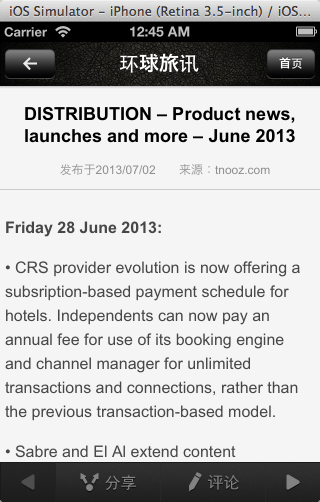 iOS Simulator - iPhone (Retina 3.5-inch) / iOS...
Carrier 12:45 AM
环球旅讯 首页
DISTRIBUTION – Product news,
launches and more – June 2013
发布于2013/07/02 来源：tnooz.com
Friday 28 June 2013:
• CRS provider evolution is now offering a
subsription-based payment schedule for
hotels. Independents can now pay an
annual fee for use of its booking engine
and channel manager for unlimited
transactions and connections, rather than
the previous transaction-based model.
• Sabre and El Al extend content
分享 评论